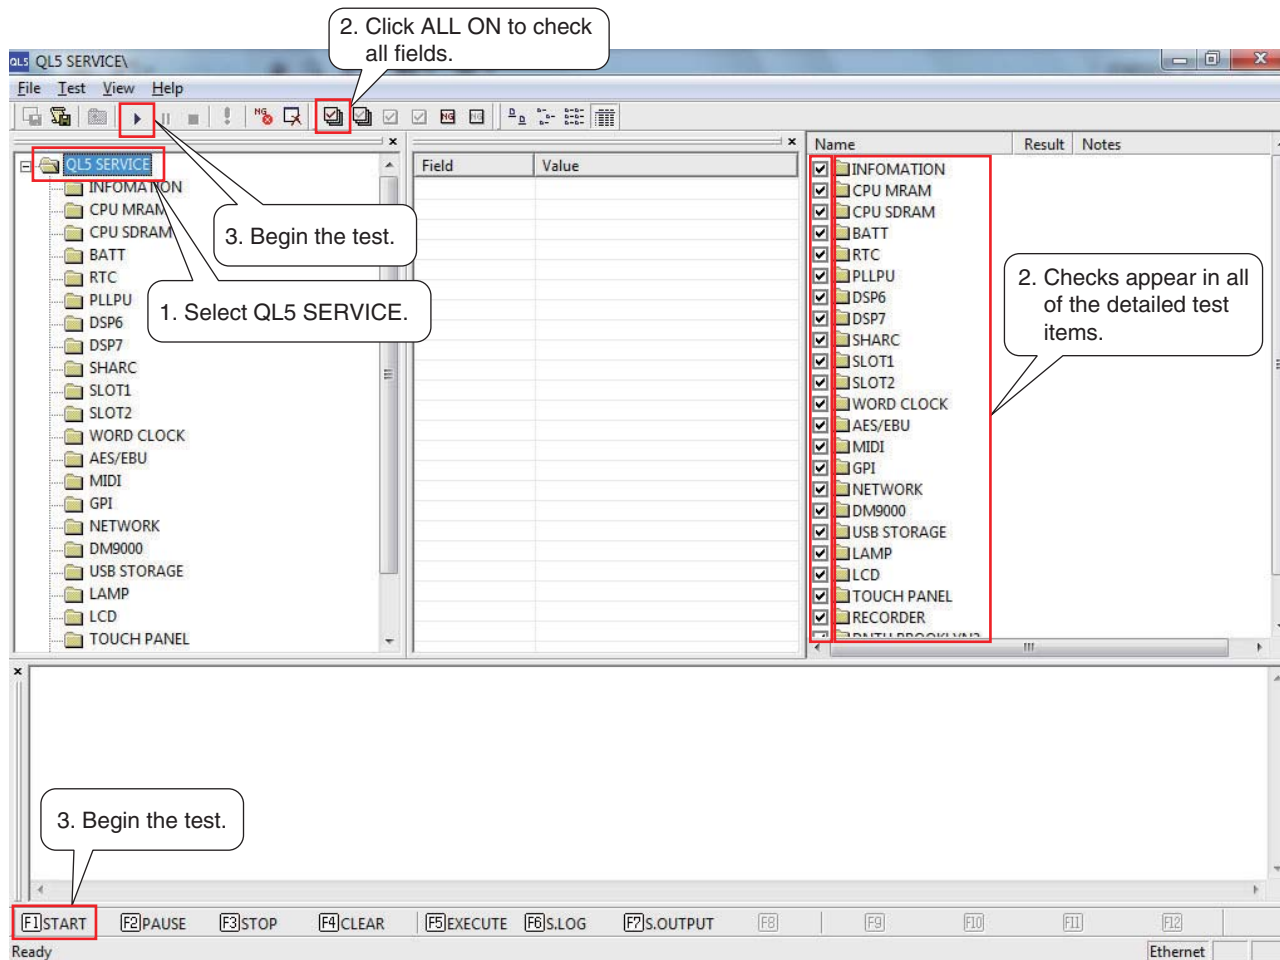 2. Click ALL ON to check
all fields.
QL5 QL5 SERVICE\
File Test View Help
NG NG NG
QL5 SERVICE
INFOMATION
CPU MRAM
CPU SDRAM
BATT
RTC
PLLPU
DSP6
DSP7
SHARC
SLOT1
SLOT2
WORD CLOCK
AES/EBU
MIDI
GPI
NETWORK
DM9000
USB STORAGE
LAMP
LCD
TOUCH PANEL
3. Begin the test.
1. Select QL5 SERVICE.
Field Value
Name Result Notes
INFOMATION
CPU MRAM
CPU SDRAM
BATT
RTC
PLLPU
DSP6
DSP7
SHARC
SLOT1
SLOT2
WORD CLOCK
AES/EBU
MIDI
GPI
NETWORK
DM9000
USB STORAGE
LAMP
LCD
TOUCH PANEL
RECORDER
2. Checks appear in all
of the detailed test
items.
3. Begin the test.
F1 START F2 PAUSE F3 STOP F4 CLEAR F5 EXECUTE F6 S.LOG F7 S.OUTPUT F8 F9 F10 F11 F12
Ready Ethernet